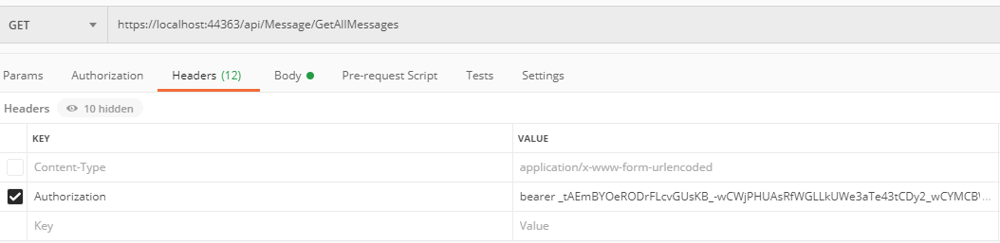 GET https://localhost:44363/api/Message/GetAllMessages
Params Authorization Headers (12) Body Pre-request Script Tests Settings
Headers 10 hidden
KEY VALUE
Content-Type application/x-www-form-urlencoded
Authorization bearer _tAEmBYOeRODrFLcvGUsKB_-wCWjPHUAsRfWGLLkUWe3aTe43tCDy2_wCYMCB\...
Key Value